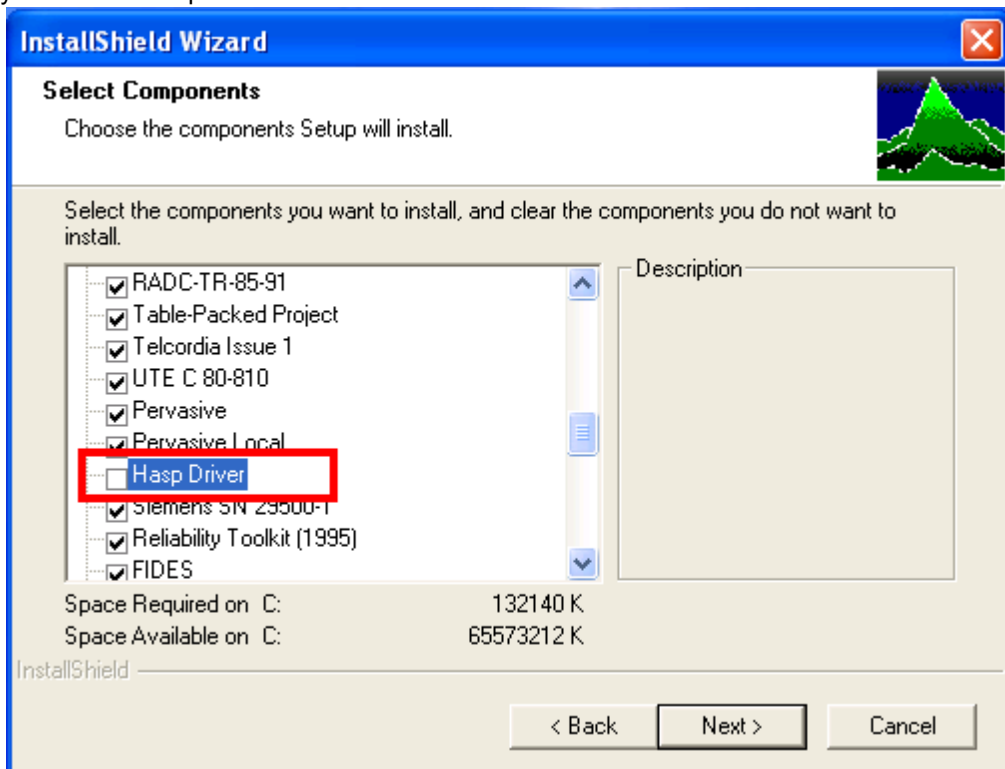 InstallShield Wizard
Select Components
Choose the components Setup will install.
Select the components you want to install, and clear the components you do not want to
install.
RADC-TR-85-91
Table-Packed Project
Telcordia Issue 1
UTE C 80-810
Pervasive
Pervasive Local
Hasp Driver
Siemens SN 29500-1
Reliability Toolkit (1995)
FIDES
Description
Space Required on C: 132140 K
Space Available on C: 65573212 K
InstallShield
< Back Next > Cancel